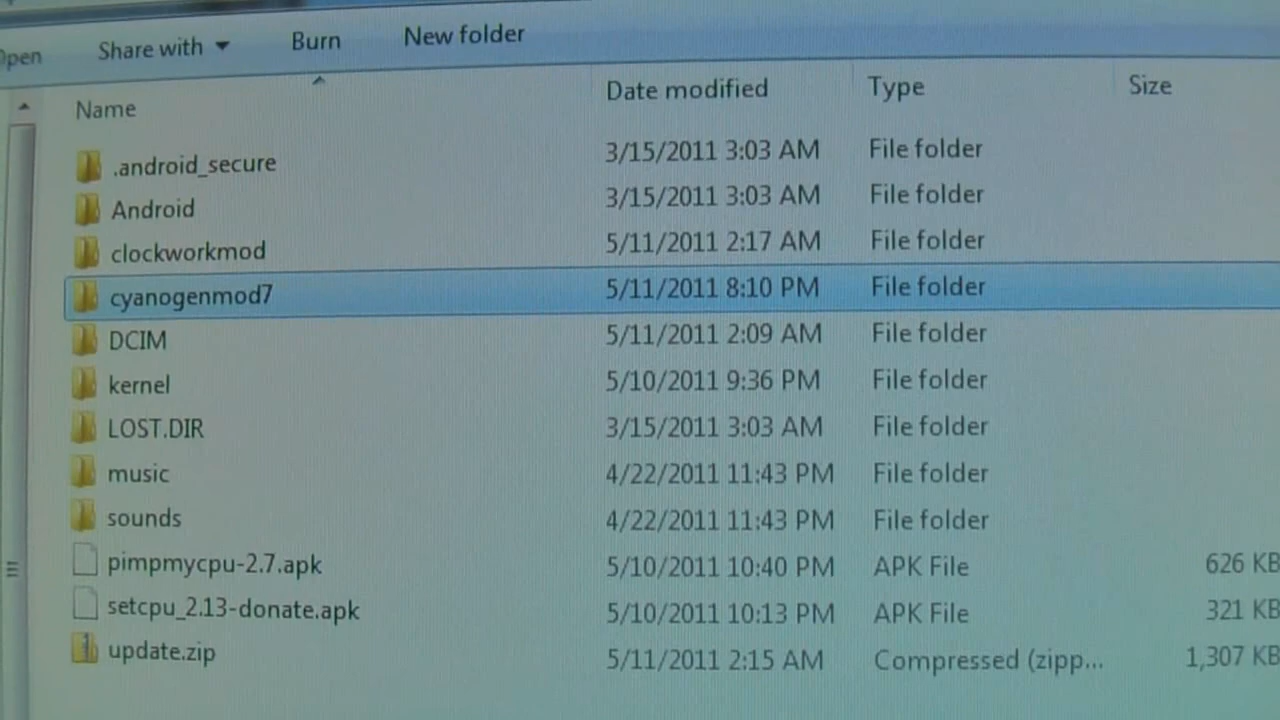 Open Share with Burn New folder
Name Date modified Type Size
.android_secure 3/15/2011 3:03 AM File folder
Android 3/15/2011 3:03 AM File folder
clockworkmod 5/11/2011 2:17 AM File folder
cyanogenmod7 5/11/2011 8:10 PM File folder
DCIM 5/11/2011 2:09 AM File folder
kernel 5/10/2011 9:36 PM File folder
LOST.DIR 3/15/2011 3:03 AM File folder
music 4/22/2011 11:43 PM File folder
sounds 4/22/2011 11:43 PM File folder
pimpmycpu-2.7.apk 5/10/2011 10:40 PM APK File 626 KB
setcpu_2.13-donate.apk 5/10/2011 10:13 PM APK File 321 KB
update.zip 5/11/2011 2:15 AM Compressed (zipp... 1,307 KB